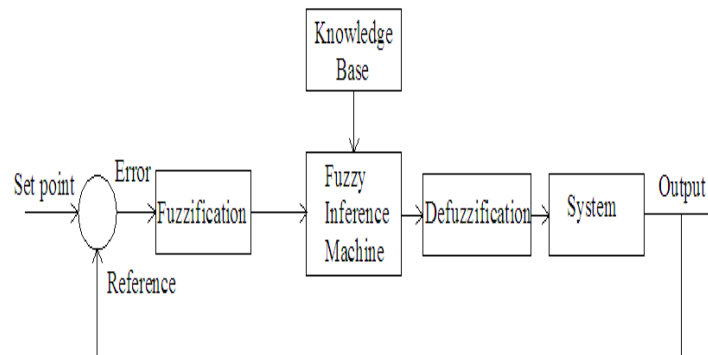 Knowledge
Base
Set point
Error
Fuzzification
Fuzzy
Inference
Machine
Defuzzification
System
Output
Reference